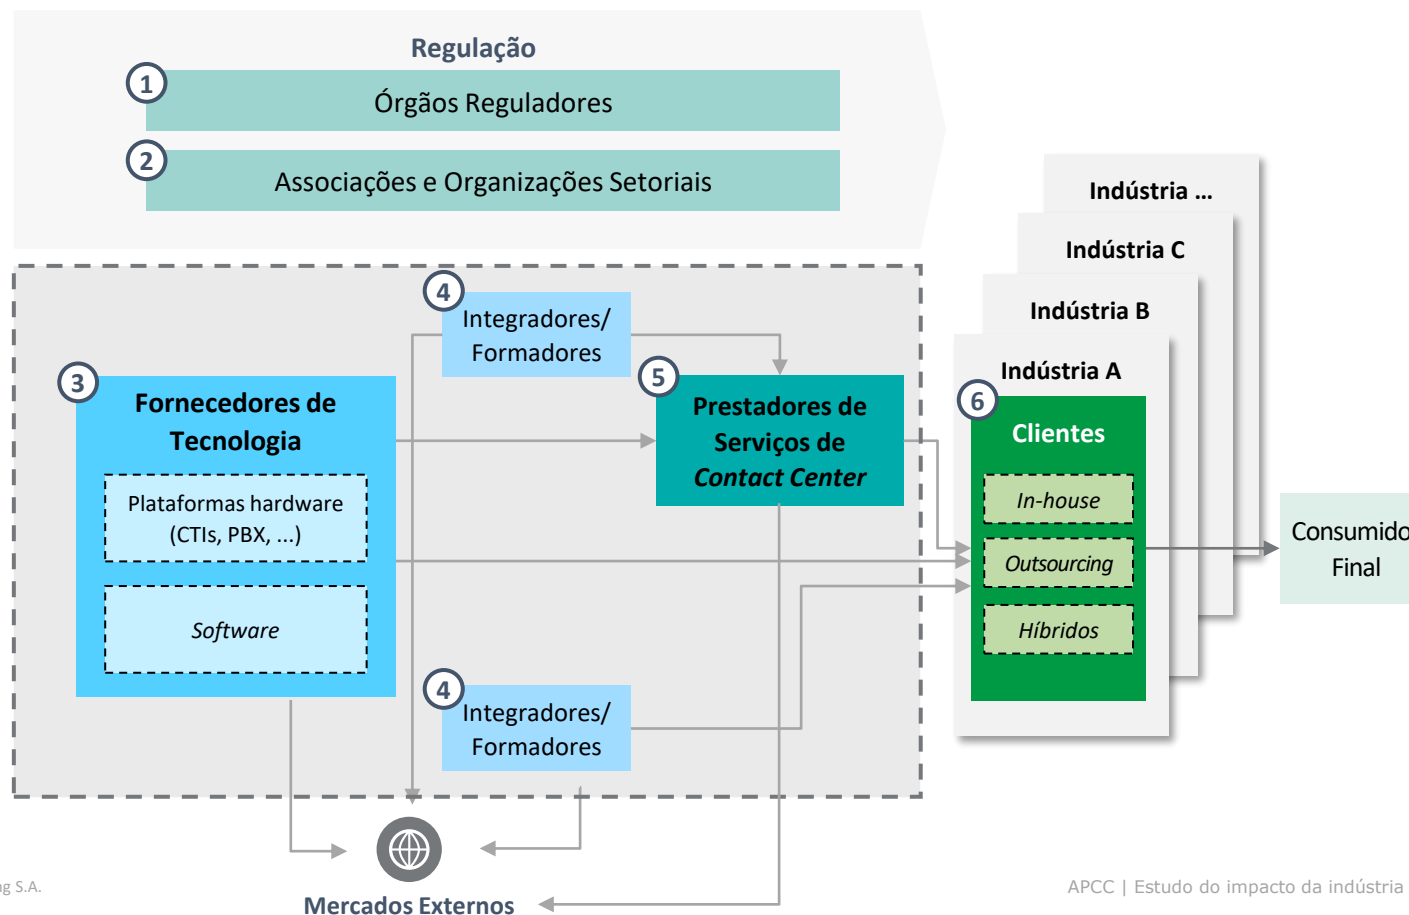 Regulação
1
Órgãos Reguladores
2
Associações e Organizações Setoriais
Indústria ...
Indústria C
Indústria B
Indústria A
4
Integradores/
Formadores
3
Fornecedores de
Tecnologia
Plataformas hardware
(CTIs, PBX, ...)
Software
5
Prestadores de
Serviços de
Contact Center
6
Clientes
In-house
Outsourcing
Híbridos
Consumido
Final
4
Integradores/
Formadores
Mercados Externos
ng S.A.
APCC | Estudo do impacto da indústria